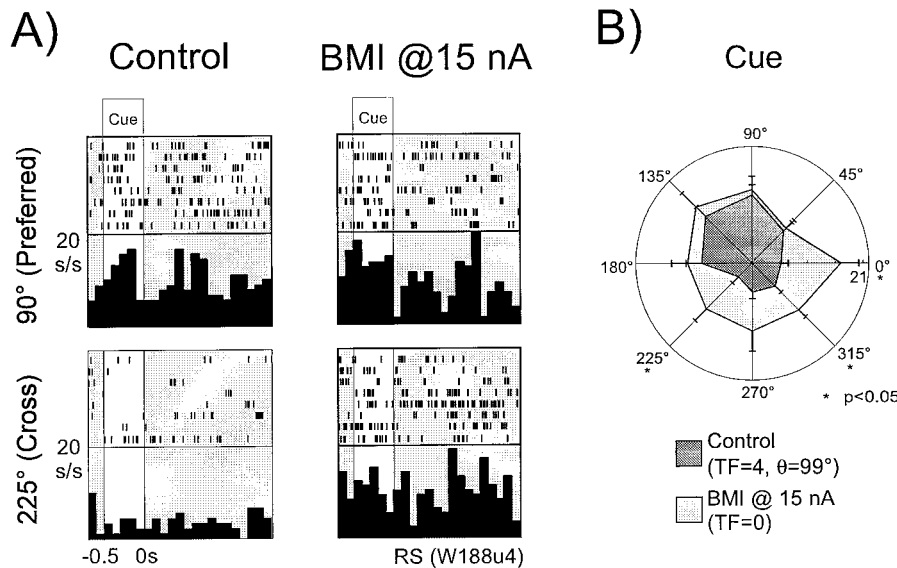 A)
Control
BMI @15 nA
Cue
Cue
90° (Preferred)
20
s/s
225° (Cross)
20
s/s
-0.5 0s
RS (W188u4)
B)
Cue
90°
135°
45°
180°
21
0°
*
225°
*
315°
*
270°
* p<0.05
Control
(TF=4, θ=99°)
BMI @ 15 nA
(TF=0)